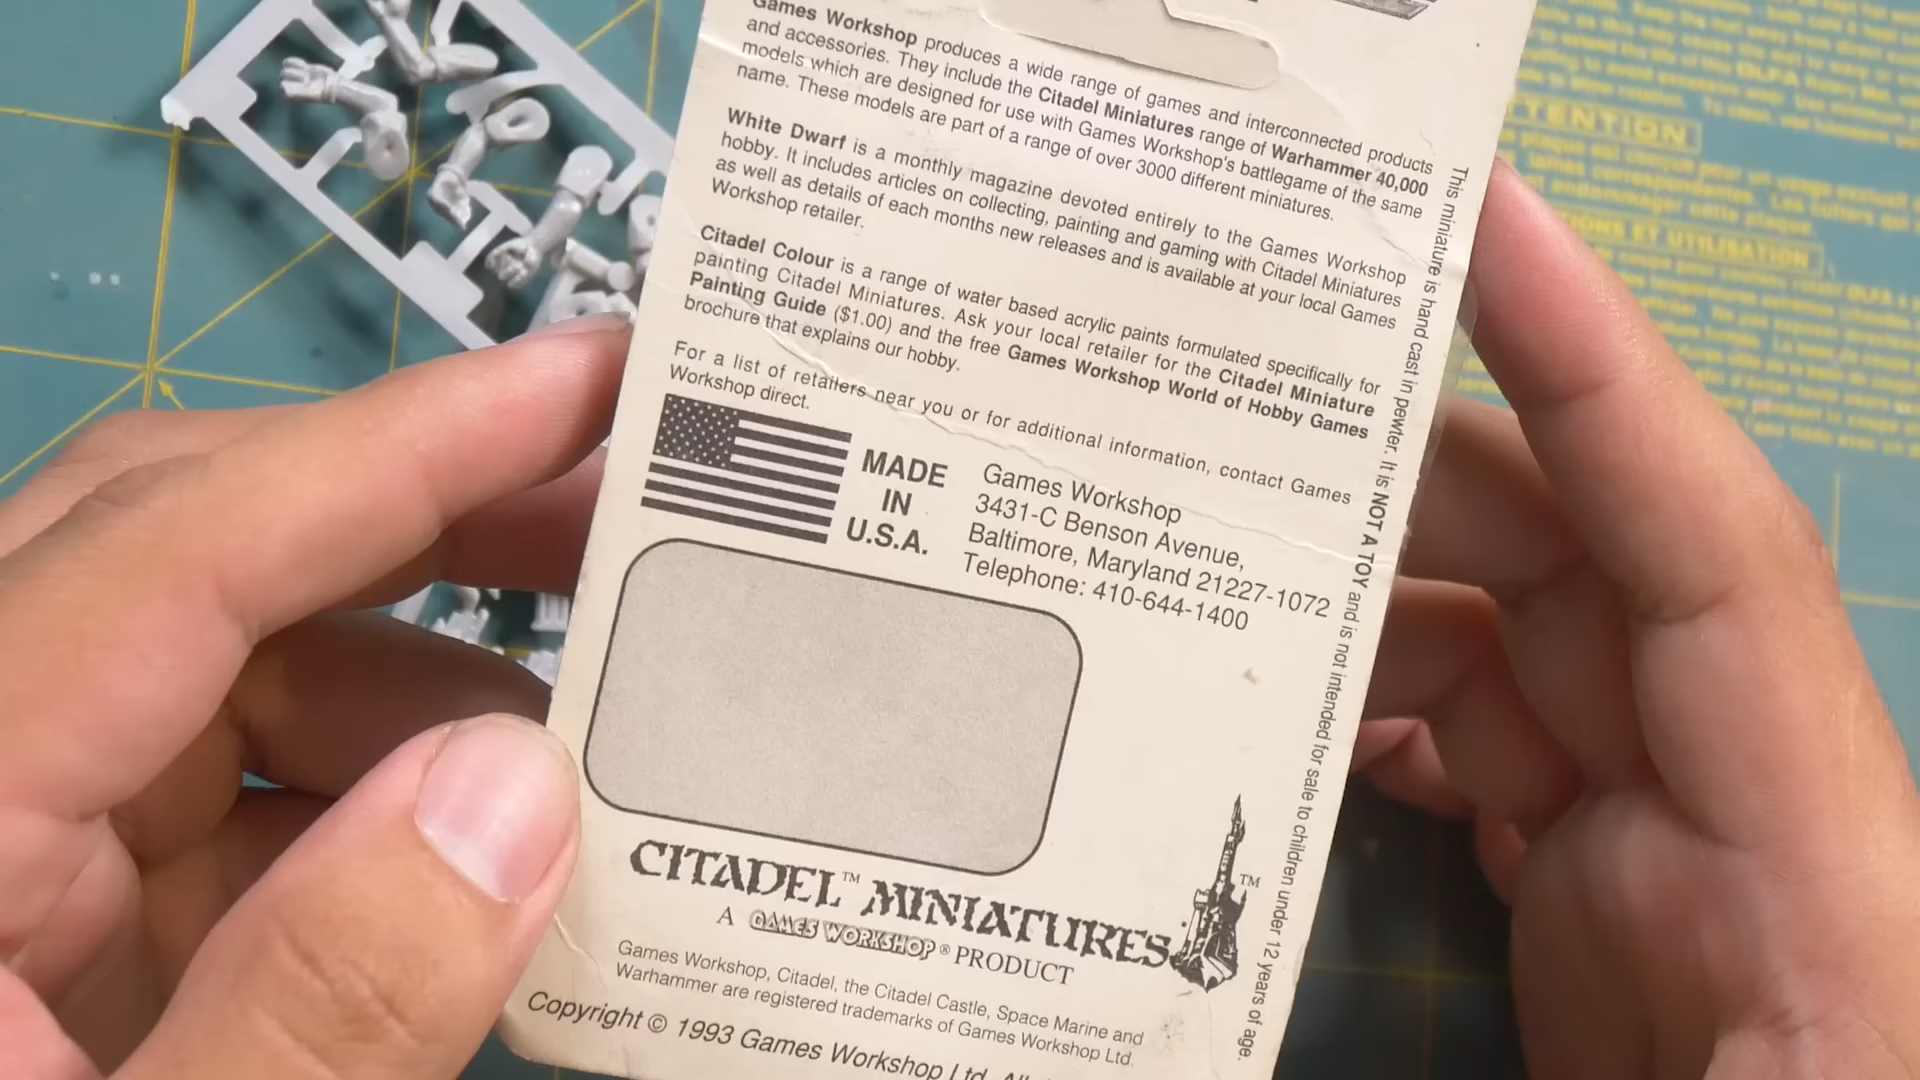 Games Workshop produces a wide range of games and interconnected products
and accessories. They include the Citadel Miniatures range of Warhammer 40,000
models which are designed for use with Games Workshop's battlegame of the same
name. These models are part of a range of over 3000 different miniatures.
White Dwarf is a monthly magazine devoted entirely to the Games Workshop
hobby. It includes articles on collecting, painting and gaming with Citadel Miniatures
as well as details of each months new releases and is available at your local Games
Workshop retailer.
Citadel Colour is a range of water based acrylic paints formulated specifically for
painting Citadel Miniatures. Ask your local retailer for the Citadel Miniature
Painting Guide ($1.00) and the free Games Workshop World of Hobby Games
brochure that explains our hobby.
For a list of retailers near you or for additional information, contact Games
Workshop direct.
MADE
IN
U.S.A.
Games Workshop
3431-C Benson Avenue,
Baltimore, Maryland 21227-1072
Telephone: 410-644-1400
This miniature is hand cast in pewter. It is NOT A TOY and is not intended for sale to children under 12 years of age.
CITADEL™ MINIATURES
™
A GAMES WORKSHOP® PRODUCT
Games Workshop, Citadel, the Citadel Castle, Space Marine and
Warhammer are registered trademarks of Games Workshop Ltd.
Copyright © 1993 Games Workshop Ltd.
ATTENTION
IONS ET UTILISATION